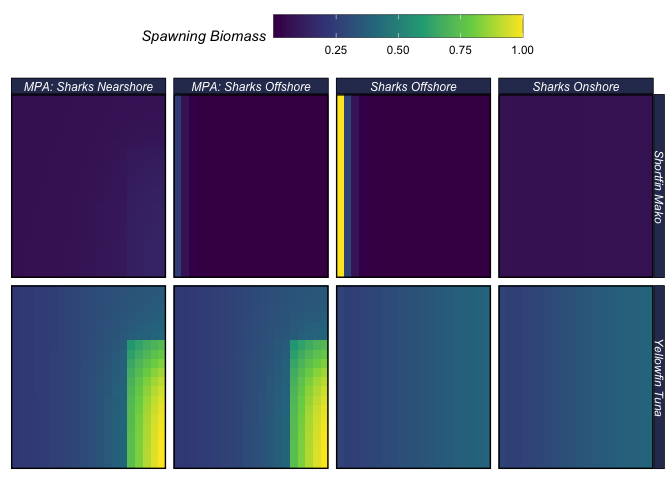 Spawning Biomass
0.25 0.50 0.75 1.00
MPA: Sharks Nearshore MPA: Sharks Offshore Sharks Offshore Sharks Onshore
Shortfin Mako
Yellowfin Tuna